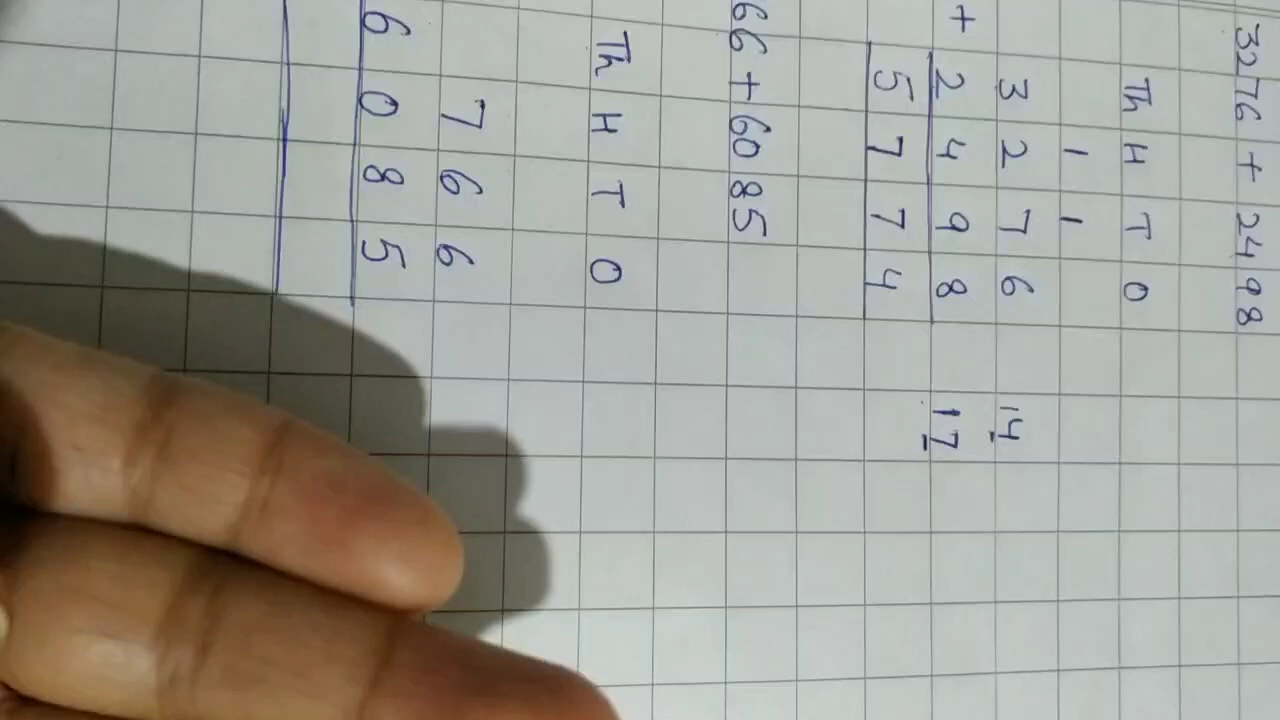 3276 + 2498
Th H T O
1 1
3 2 7 6 14
+ 2 4 9 8 17
5 7 7 4
66 + 6085
Th H T O
7 6 6
6 0 8 5